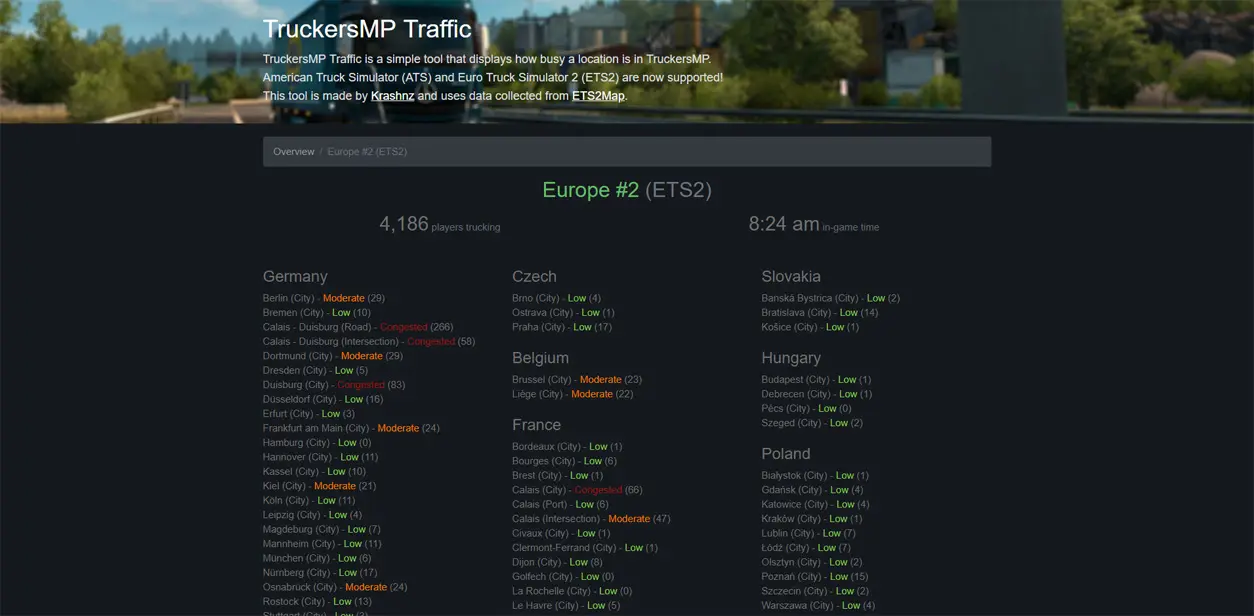 TruckersMP Traffic
TruckersMP Traffic is a simple tool that displays how busy a location is in TruckersMP.
American Truck Simulator (ATS) and Euro Truck Simulator 2 (ETS2) are now supported!
This tool is made by Krashnz and uses data collected from ETS2Map.
Overview / Europe #2 (ETS2)
Europe #2 (ETS2)
4,186 players trucking
8:24 am in-game time
Germany
Berlin (City) - Moderate (29)
Bremen (City) - Low (10)
Calais - Duisburg (Road) - Congested (266)
Calais - Duisburg (Intersection) - Congested (58)
Dortmund (City) - Moderate (29)
Dresden (City) - Low (5)
Duisburg (City) - Congested (83)
Düsseldorf (City) - Low (16)
Erfurt (City) - Low (3)
Frankfurt am Main (City) - Moderate (24)
Hamburg (City) - Low (0)
Hannover (City) - Low (11)
Kassel (City) - Low (10)
Kiel (City) - Moderate (21)
Köln (City) - Low (11)
Leipzig (City) - Low (4)
Magdeburg (City) - Low (7)
Mannheim (City) - Low (11)
München (City) - Low (6)
Nürnberg (City) - Low (17)
Osnabrück (City) - Moderate (24)
Rostock (City) - Low (13)
Stuttgart (City) - Low (3)
Czech
Brno (City) - Low (4)
Ostrava (City) - Low (1)
Praha (City) - Low (17)
Belgium
Brussel (City) - Moderate (23)
Liège (City) - Moderate (22)
France
Bordeaux (City) - Low (1)
Bourges (City) - Low (6)
Brest (City) - Low (1)
Calais (City) - Congested (66)
Calais (Port) - Low (6)
Calais (Intersection) - Moderate (47)
Civaux (City) - Low (1)
Clermont-Ferrand (City) - Low (1)
Dijon (City) - Low (8)
Golfech (City) - Low (0)
La Rochelle (City) - Low (0)
Le Havre (City) - Low (5)
Slovakia
Banská Bystrica (City) - Low (2)
Bratislava (City) - Low (14)
Košice (City) - Low (1)
Hungary
Budapest (City) - Low (1)
Debrecen (City) - Low (1)
Pécs (City) - Low (0)
Szeged (City) - Low (2)
Poland
Białystok (City) - Low (1)
Gdańsk (City) - Low (4)
Katowice (City) - Low (4)
Kraków (City) - Low (1)
Lublin (City) - Low (7)
Łódź (City) - Low (7)
Olsztyn (City) - Low (2)
Poznań (City) - Low (15)
Szczecin (City) - Low (2)
Warszawa (City) - Low (4)